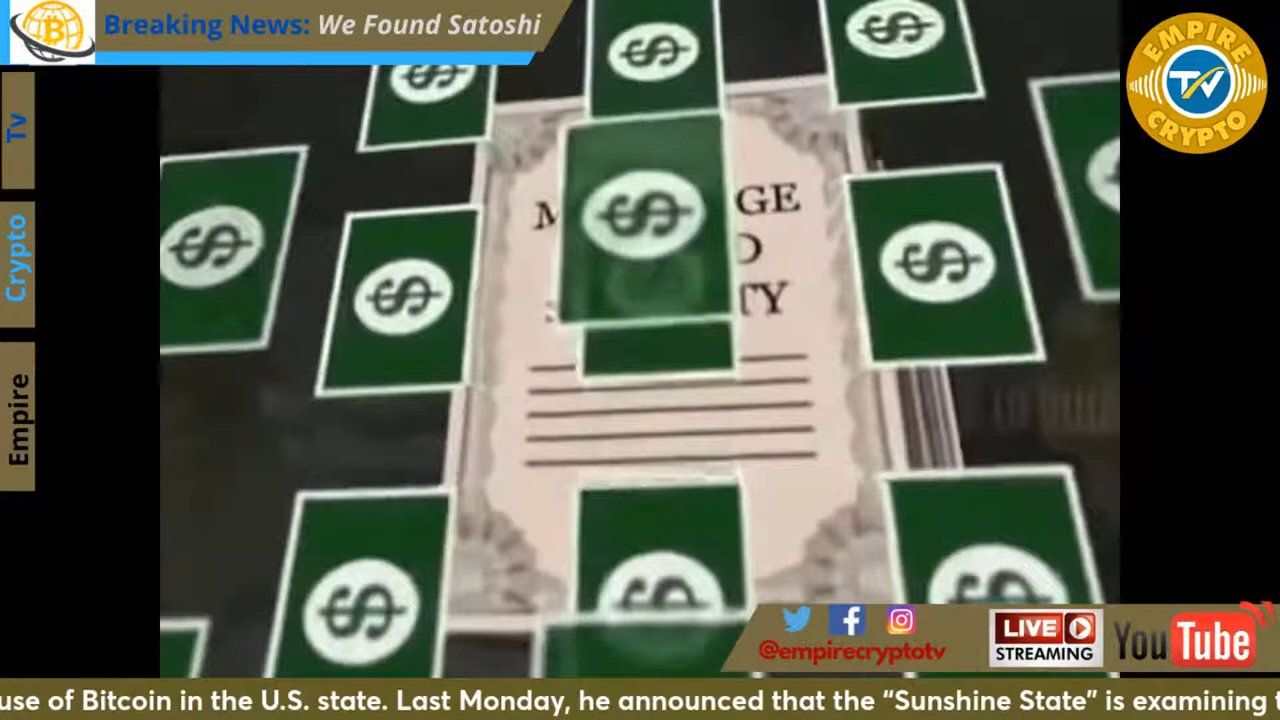 Breaking News: We Found Satoshi
EMPIRE
TV
CRYPTO
Tv
Crypto
Empire
GE
TY
@empirecryptotv
LIVE
STREAMING
YouTube
use of Bitcoin in the U.S. state. Last Monday, he announced that the “Sunshine State” is examining